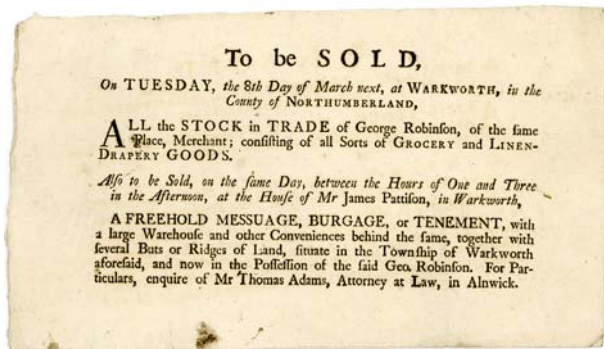 To be SOLD,
On TUESDAY, the 8th Day of March next, at WARKWORTH, in the
County of NORTHUMBERLAND,
ALL the STOCK in TRADE of George Robinſon, of the ſame
Place, Merchant; conſiſting of all Sorts of GROCERY and LINEN-
DRAPERY GOODS.
Alſo to be Sold, on the ſame Day, between the Hours of One and Three
in the Afternoon, at the Houſe of Mr James Pattiſon, in Warkworth,
A FREEHOLD MESSUAGE, BURGAGE, or TENEMENT, with
a large Warehouſe and other Conveniences behind the ſame, together with
ſeveral Buts or Ridges of Land, ſituate in the Townſhip of Warkworth
aforeſaid, and now in the Poſſeſſion of the ſaid Geo. Robinſon. For Par-
ticulars, enquire of Mr Thomas Adams, Attorney at Law, in Alnwick.